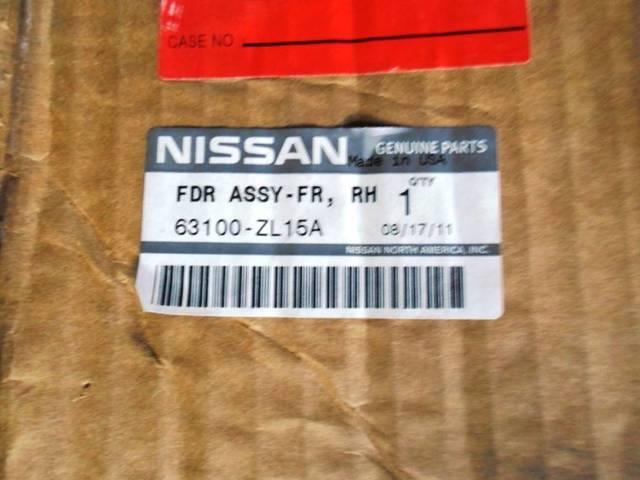 CASE NO
NISSAN GENUINE PARTS
Made in USA
FDR ASSY-FR, RH 1 Q'TY
63100-ZL15A 08/17/11
NISSAN NORTH AMERICA, INC.